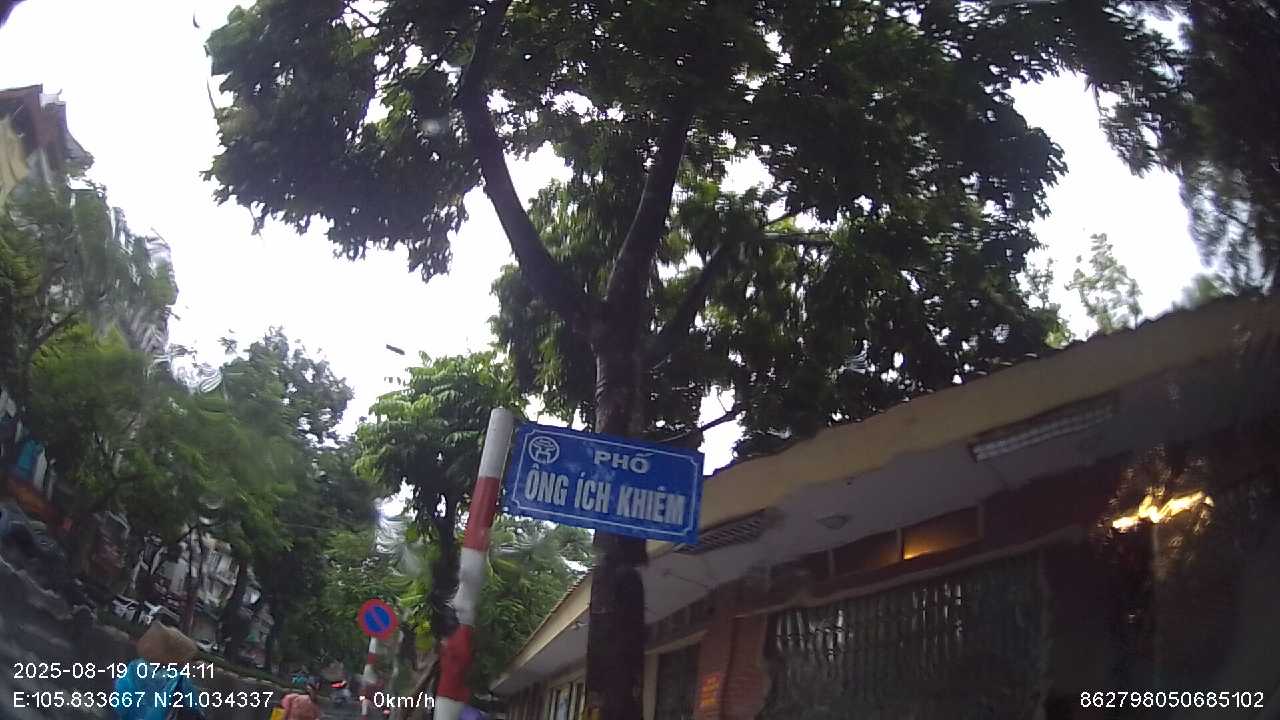 PHỐ
ÔNG ÍCH KHIÊM
2025-08-19 07:54:11
E:105.833667 N:21.034337 0km/h
862798050685102